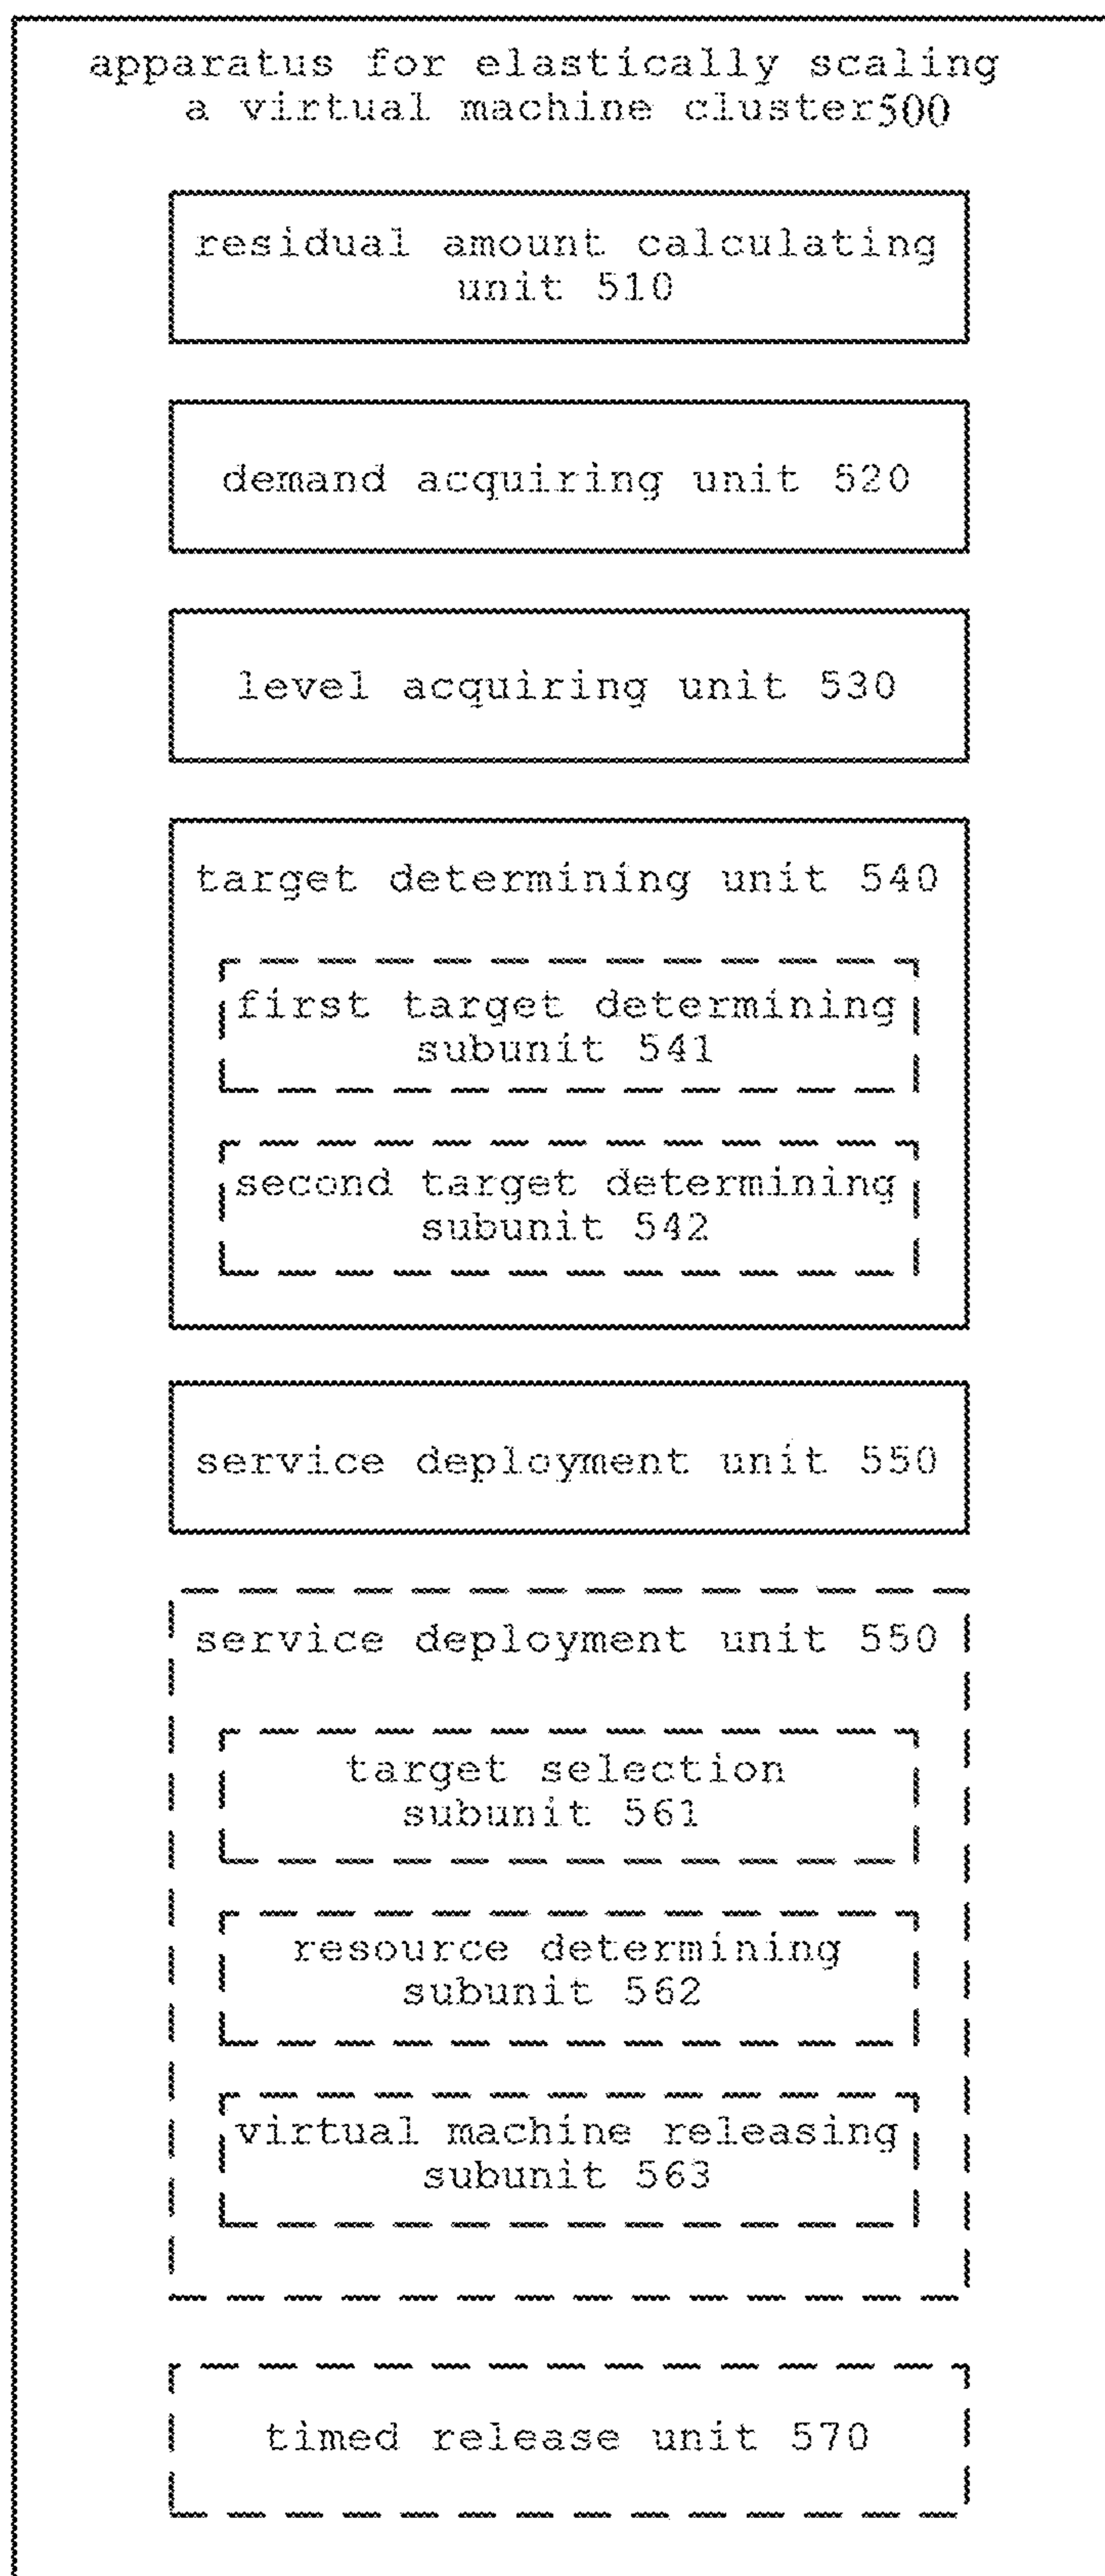 apparatus for elastically scaling
a virtual machine cluster500
residual amount calculating
unit 510
demand acquiring unit 520
level acquiring unit 530
target determining unit 540
first target determining
subunit 541
second target determining
subunit 542
service deployment unit 550
service deployment unit 550
target selection
subunit 561
resource determining
subunit 562
virtual machine releasing
subunit 563
timed release unit 570